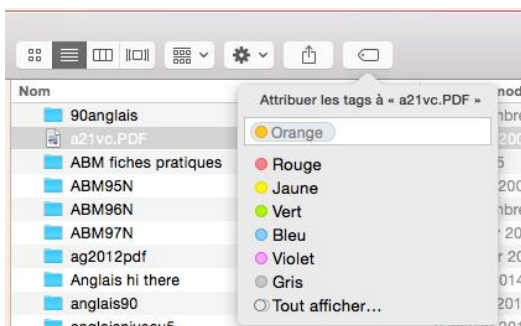 Nom
90anglais
a21vc.PDF
ABM fiches pratiques
ABM95N
ABM96N
ABM97N
ag2012pdf
Anglais hi there
anglais90
Attribuer les tags à « a21vc.PDF »
Orange
Rouge
Jaune
Vert
Bleu
Violet
Gris
Tout afficher...